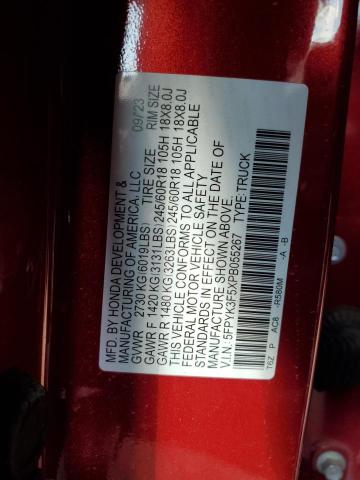 MFD. BY HONDA DEVELOPMENT &
MANUFACTURING OF AMERICA, LLC 09/23
GVWR 2730 KG(6019LBS) TIRE SIZE RIM SIZE
GAWR F 1420 KG(3131LBS)245/60R18 105H 18X8.0J
GAWR R 1480 KG(3263LBS)245/60R18 105H 18X8.0J
THIS VEHICLE CONFORMS TO ALL APPLICABLE
FEDERAL MOTOR VEHICLE SAFETY
STANDARDS IN EFFECT ON THE DATE OF
MANUFACTURE SHOWN ABOVE.
V.I.N: 5FPYK3F5XPB055267 TYPE:TRUCK
T6Z P AC8 -R580M -A -B